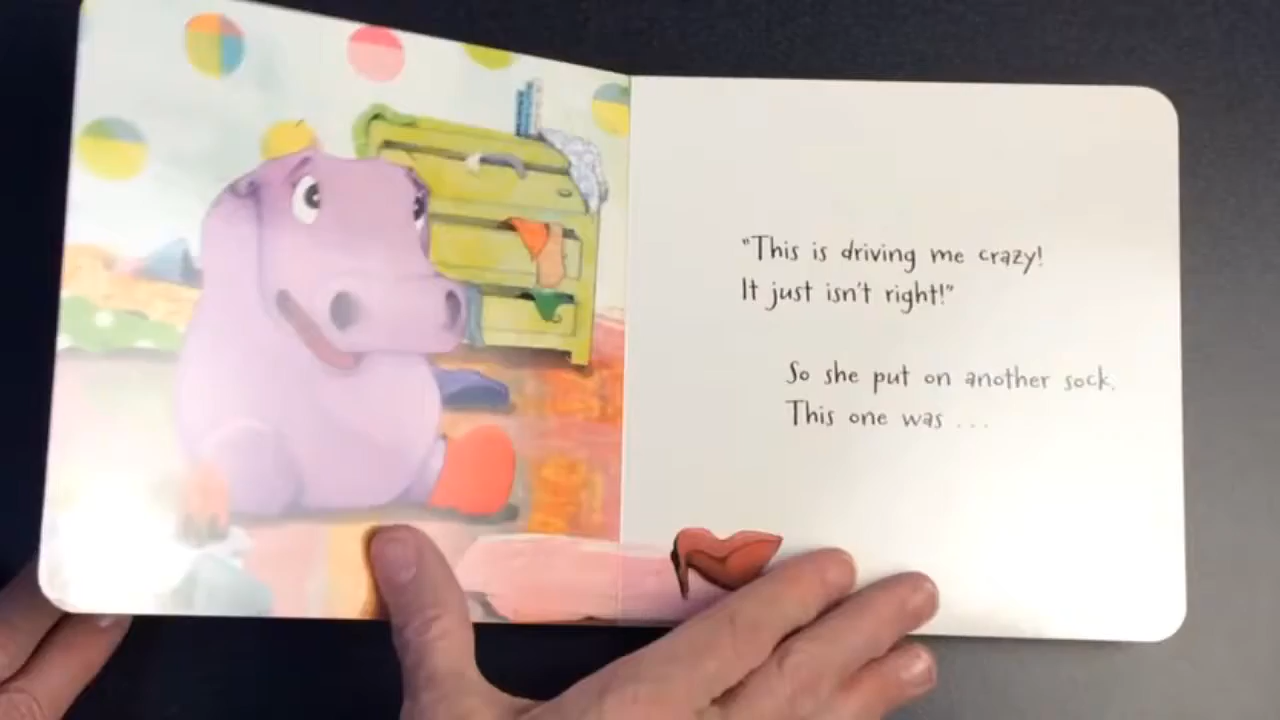 "This is driving me crazy!
It just isn't right!"
So she put on another sock.
This one was . . .